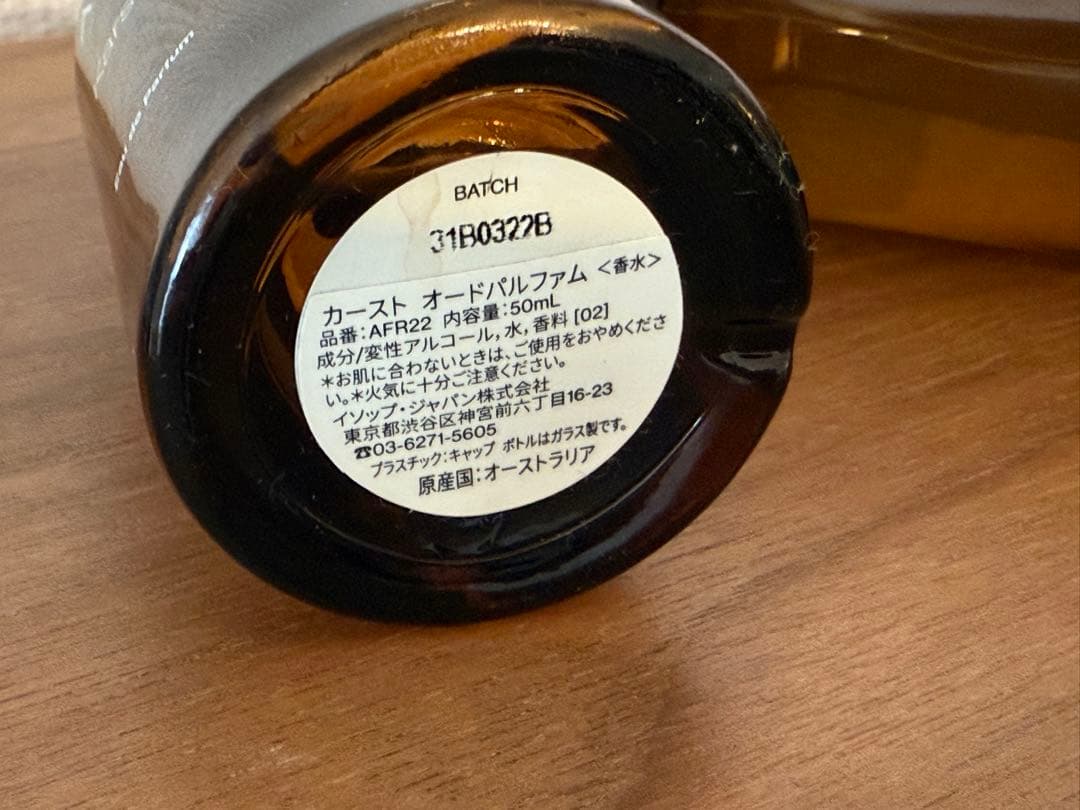 de Parfum
BATCH
31B0322B
カースト オードパルファム <香水>
品番:AFR22 内容量:50mL
成分/変性アルコール,水,香料 [02]
*お肌に合わないときは、ご使用をおやめくださ
い。*火気に十分ご注意ください。
イソップ・ジャパン株式会社
東京都渋谷区神宮前六丁目16-23
☎03-6271-5605
プラスチック:キャップ ボトルはガラス製です。
原産国:オーストラリア